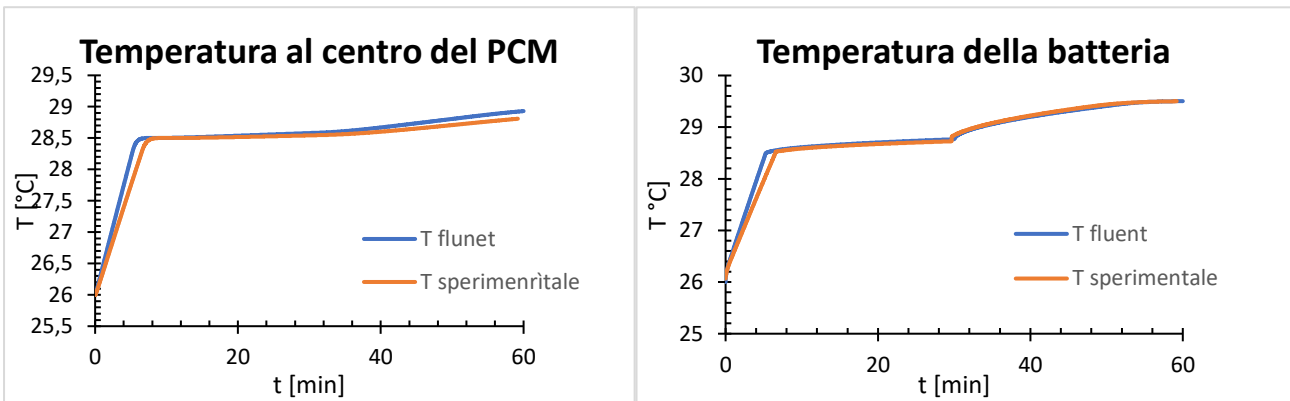 Temperatura al centro del PCM
29,5
29
28,5
28
27,5
27
26,5
26
25,5
T [°C]
0
20
40
60
t [min]
T flunet
T sperimenrìtale
Temperatura della batteria
30
29
28
27
26
25
T °C]
0
20
40
60
t [min]
T fluent
T sperimentale